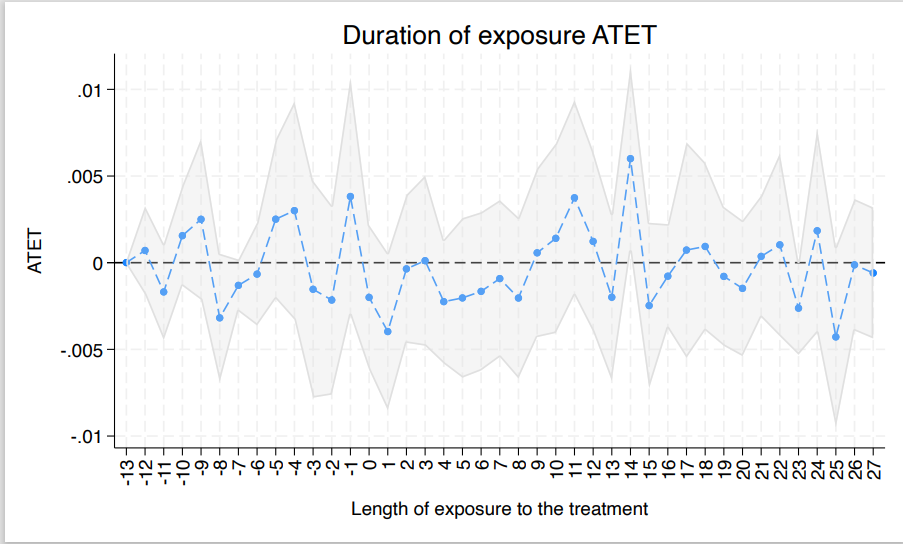 Duration of exposure ATET
.01
.005
0
-.005
-.01
ATET
-13 -12 -11 -10 -9 -8 -7 -6 -5 -4 -3 -2 -1 0 1 2 3 4 5 6 7 8 9 10 11 12 13 14 15 16 17 18 19 20 21 22 23 24 25 26 27
Length of exposure to the treatment